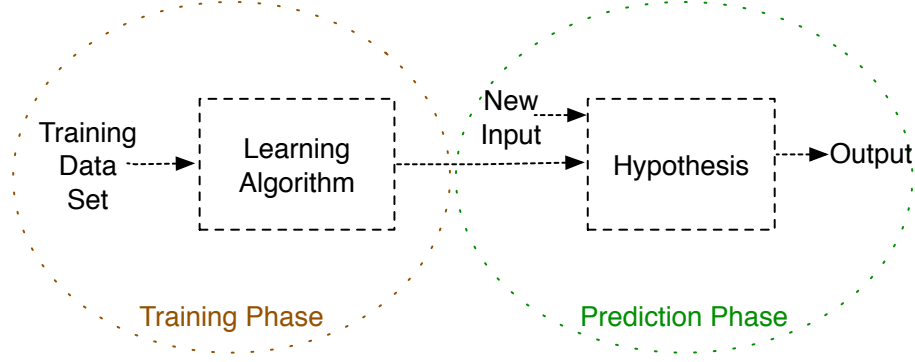 Training
Data
Set
Learning
Algorithm
New
Input
Hypothesis
Output
Training Phase
Prediction Phase